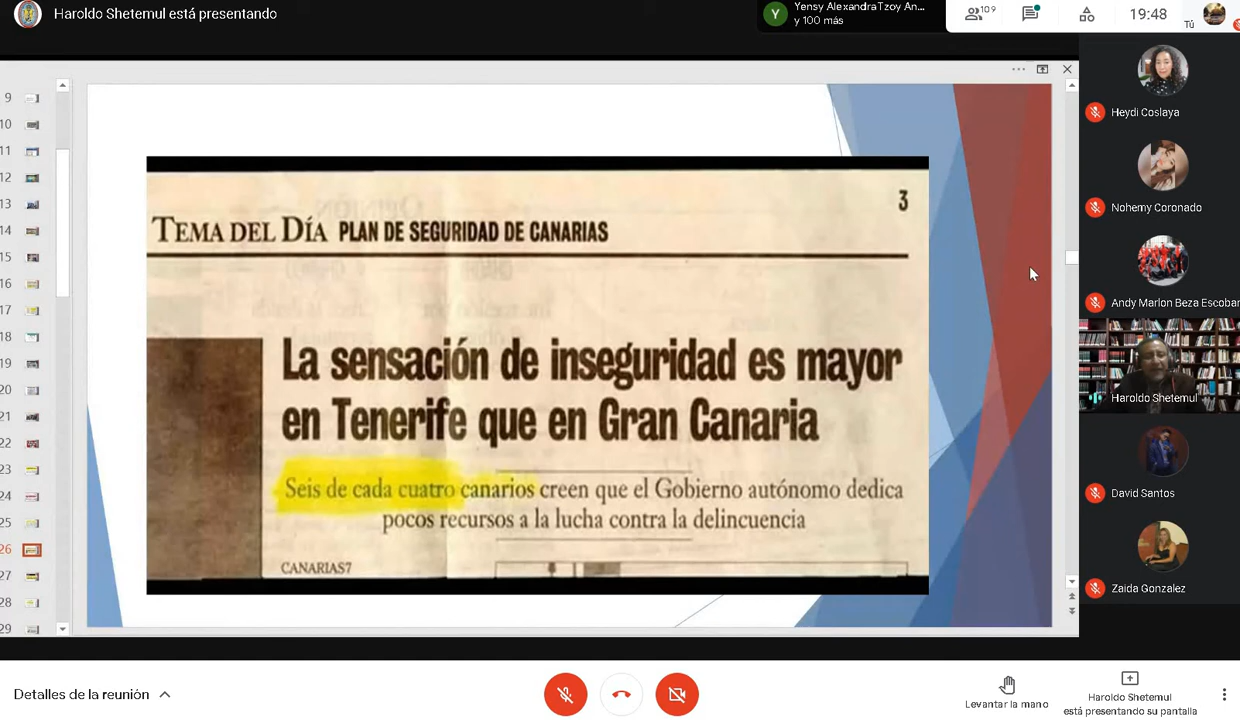 Haroldo Shetemul está presentando
Y
Yensy Alexandra Tzoy An...
y 100 más
109
19:48
Tú
9
10
11
12
13
14
15
16
17
18
19
20
21
22
23
24
25
26
27
28
29
3
TEMA DEL DÍA PLAN DE SEGURIDAD DE CANARIAS
La sensación de inseguridad es mayor
en Tenerife que en Gran Canaria
Seis de cada cuatro canarios creen que el Gobierno autónomo dedica
pocos recursos a la lucha contra la delincuencia
CANARIAS7
Heydi Coslaya
Nohemy Coronado
Andy Marlon Beza Escobar
Haroldo Shetemul
David Santos
Zaida Gonzalez
Detalles de la reunión
Levantar la mano
Haroldo Shetemul
está presentando su pantalla